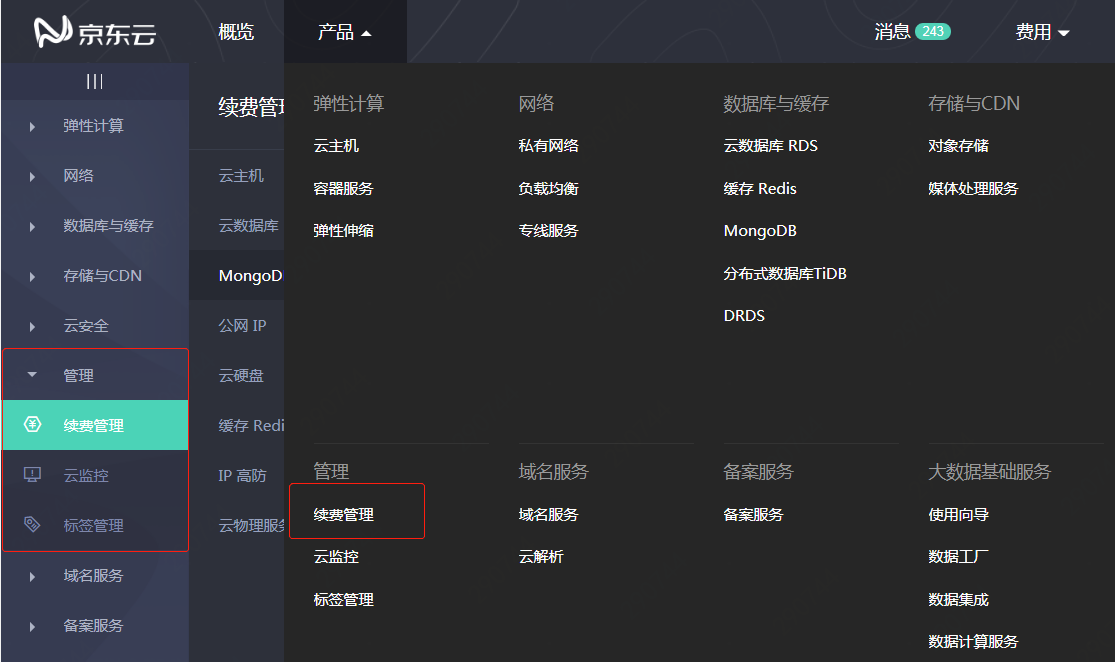 京东云
概览
产品
消息 243
费用
弹性计算
网络
数据库与缓存
存储与CDN
云安全
管理
续费管理
云监控
标签管理
域名服务
备案服务
续费管
云主机
云数据库
MongoD
公网 IP
云硬盘
缓存 Redi
IP 高防
云物理服
弹性计算
云主机
容器服务
弹性伸缩
网络
私有网络
负载均衡
专线服务
数据库与缓存
云数据库 RDS
缓存 Redis
MongoDB
分布式数据库TiDB
DRDS
存储与CDN
对象存储
媒体处理服务
管理
续费管理
云监控
标签管理
域名服务
域名服务
云解析
备案服务
备案服务
大数据基础服务
使用向导
数据工厂
数据集成
数据计算服务